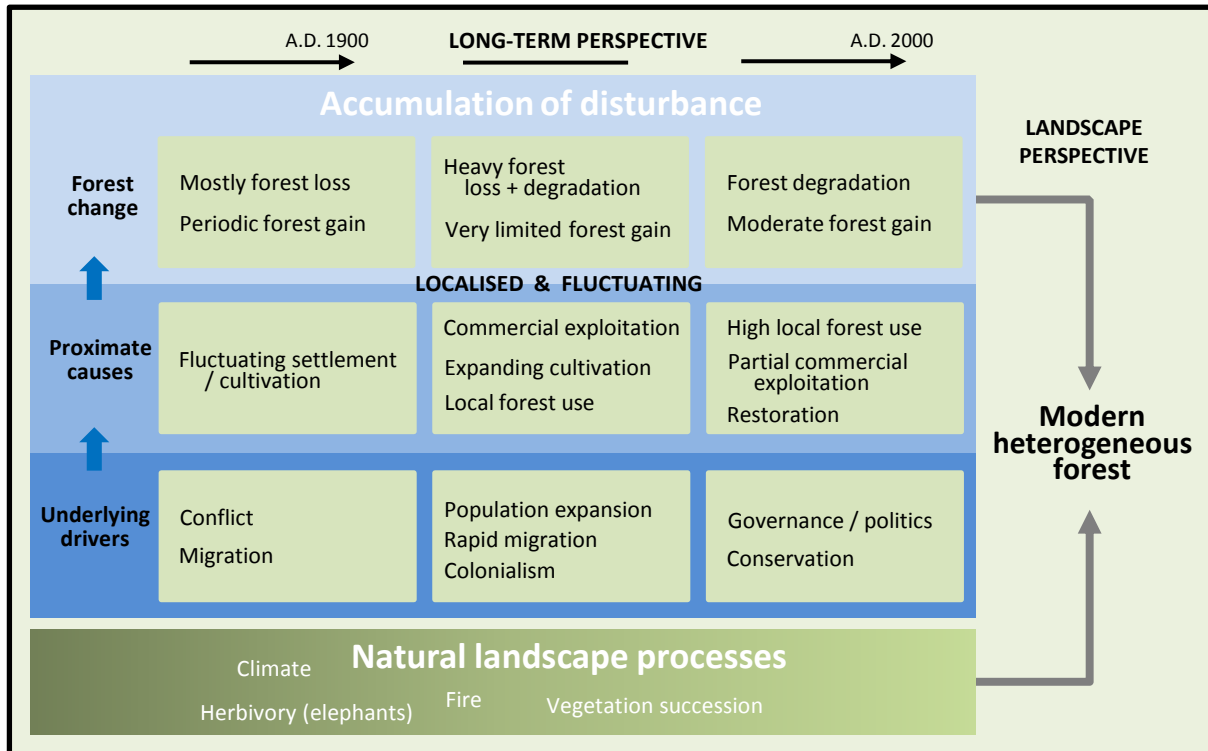 A.D. 1900
LONG-TERM PERSPECTIVE
A.D. 2000
Accumulation of disturbance
LANDSCAPE
PERSPECTIVE
Forest
change
Mostly forest loss
Periodic forest gain
Heavy forest
loss + degradation
Very limited forest gain
Forest degradation
Moderate forest gain
LOCALISED & FLUCTUATING
Proximate
causes
Fluctuating settlement
/ cultivation
Commercial exploitation
Expanding cultivation
Local forest use
High local forest use
Partial commercial
exploitation
Restoration
Modern
heterogeneous
forest
Underlying
drivers
Conflict
Migration
Population expansion
Rapid migration
Colonialism
Governance / politics
Conservation
Natural landscape processes
Climate
Herbivory (elephants)
Fire
Vegetation succession